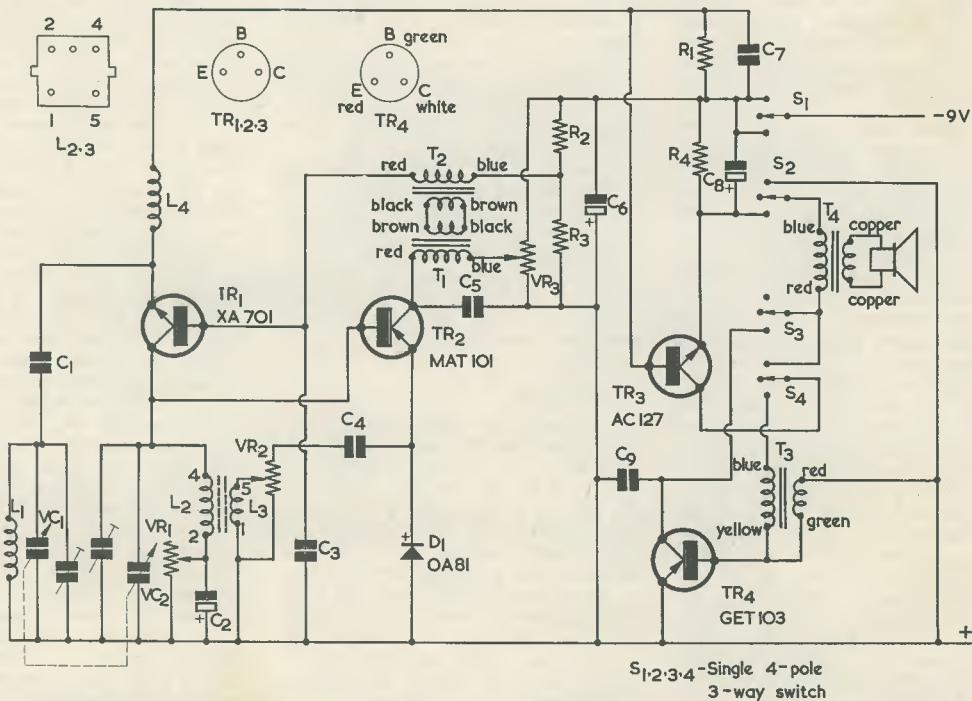 2 4
1 5
L2,3
B
E C
TR1,2,3
B green
E C
red white
TR4
R1
C7
S1
-9V
R2
R4
C8 +
S2
T2
red blue
black brown
brown black
red blue
T1
C6
+
R3
VR3
C5
T4
blue
copper
red
copper
S3
S4
L4
TR1
XA 701
TR2
MAT 101
TR3
AC 127
C1
C4
VR2
C9
T3
blue red
yellow green
L1
VC1
VR1
VC2
4
L2
2
5
L3
1
C2
+
C3
+
D1
OA81
TR4
GET 103
+
S1,2,3,4-Single 4-pole
3-way switch